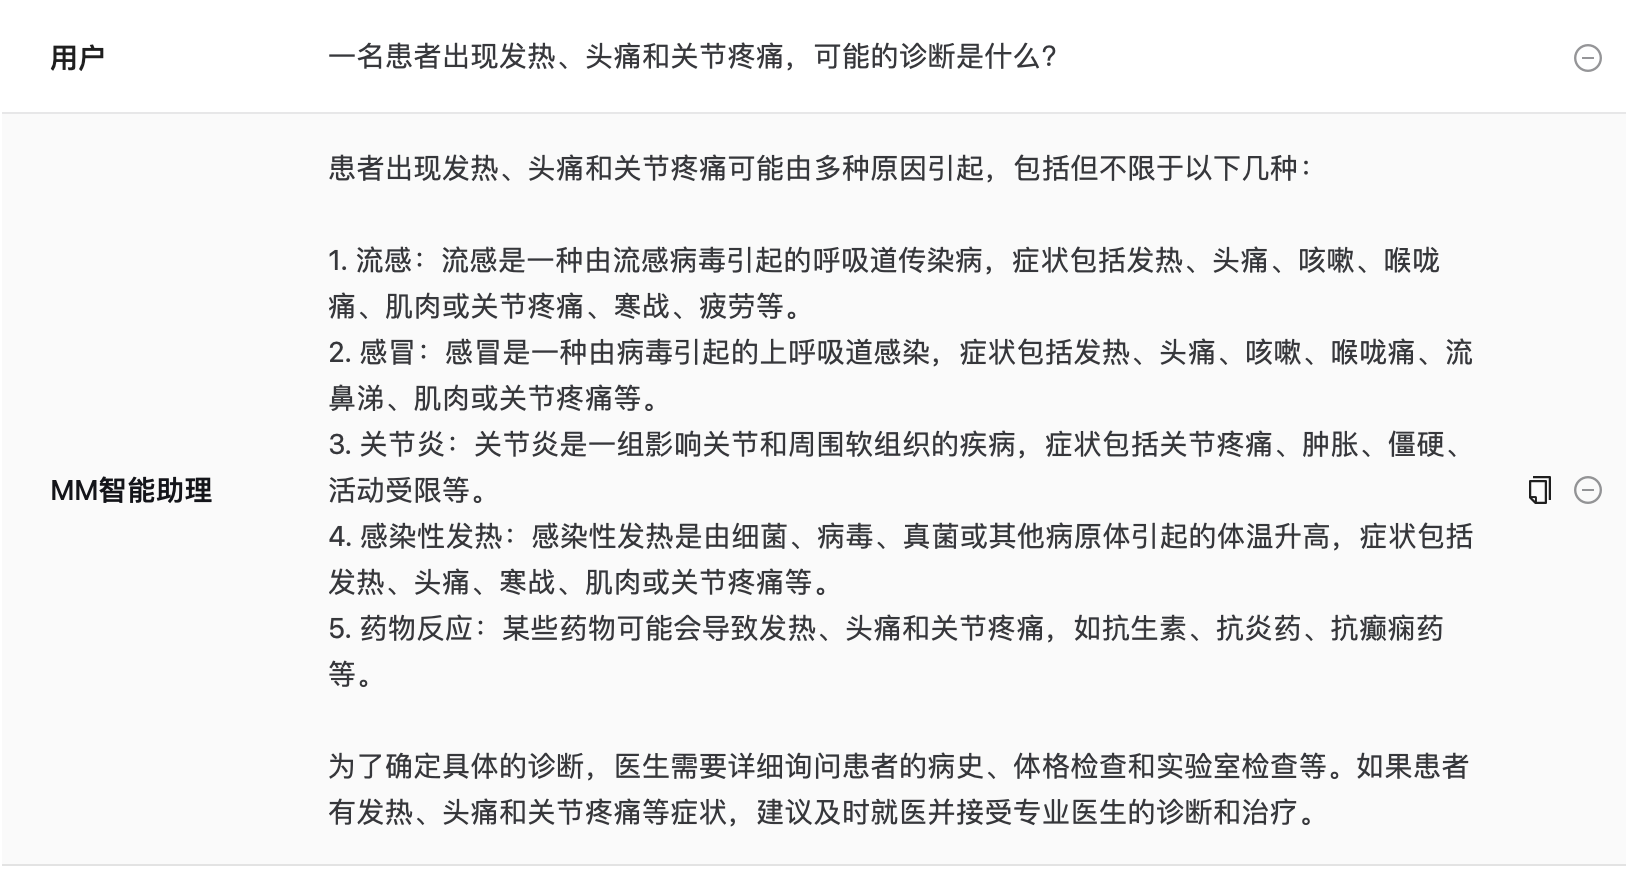 用户
一名患者出现发热、头痛和关节疼痛，可能的诊断是什么?
患者出现发热、头痛和关节疼痛可能由多种原因引起，包括但不限于以下几种：
1. 流感：流感是一种由流感病毒引起的呼吸道传染病，症状包括发热、头痛、咳嗽、喉咙
痛、肌肉或关节疼痛、寒战、疲劳等。
2. 感冒：感冒是一种由病毒引起的上呼吸道感染，症状包括发热、头痛、咳嗽、喉咙痛、流
鼻涕、肌肉或关节疼痛等。
3. 关节炎：关节炎是一组影响关节和周围软组织的疾病，症状包括关节疼痛、肿胀、僵硬、
活动受限等。
MM智能助理
4. 感染性发热：感染性发热是由细菌、病毒、真菌或其他病原体引起的体温升高，症状包括
发热、头痛、寒战、肌肉或关节疼痛等。
5. 药物反应：某些药物可能会导致发热、头痛和关节疼痛，如抗生素、抗炎药、抗癫痫药
等。
为了确定具体的诊断，医生需要详细询问患者的病史、体格检查和实验室检查等。如果患者
有发热、头痛和关节疼痛等症状，建议及时就医并接受专业医生的诊断和治疗。